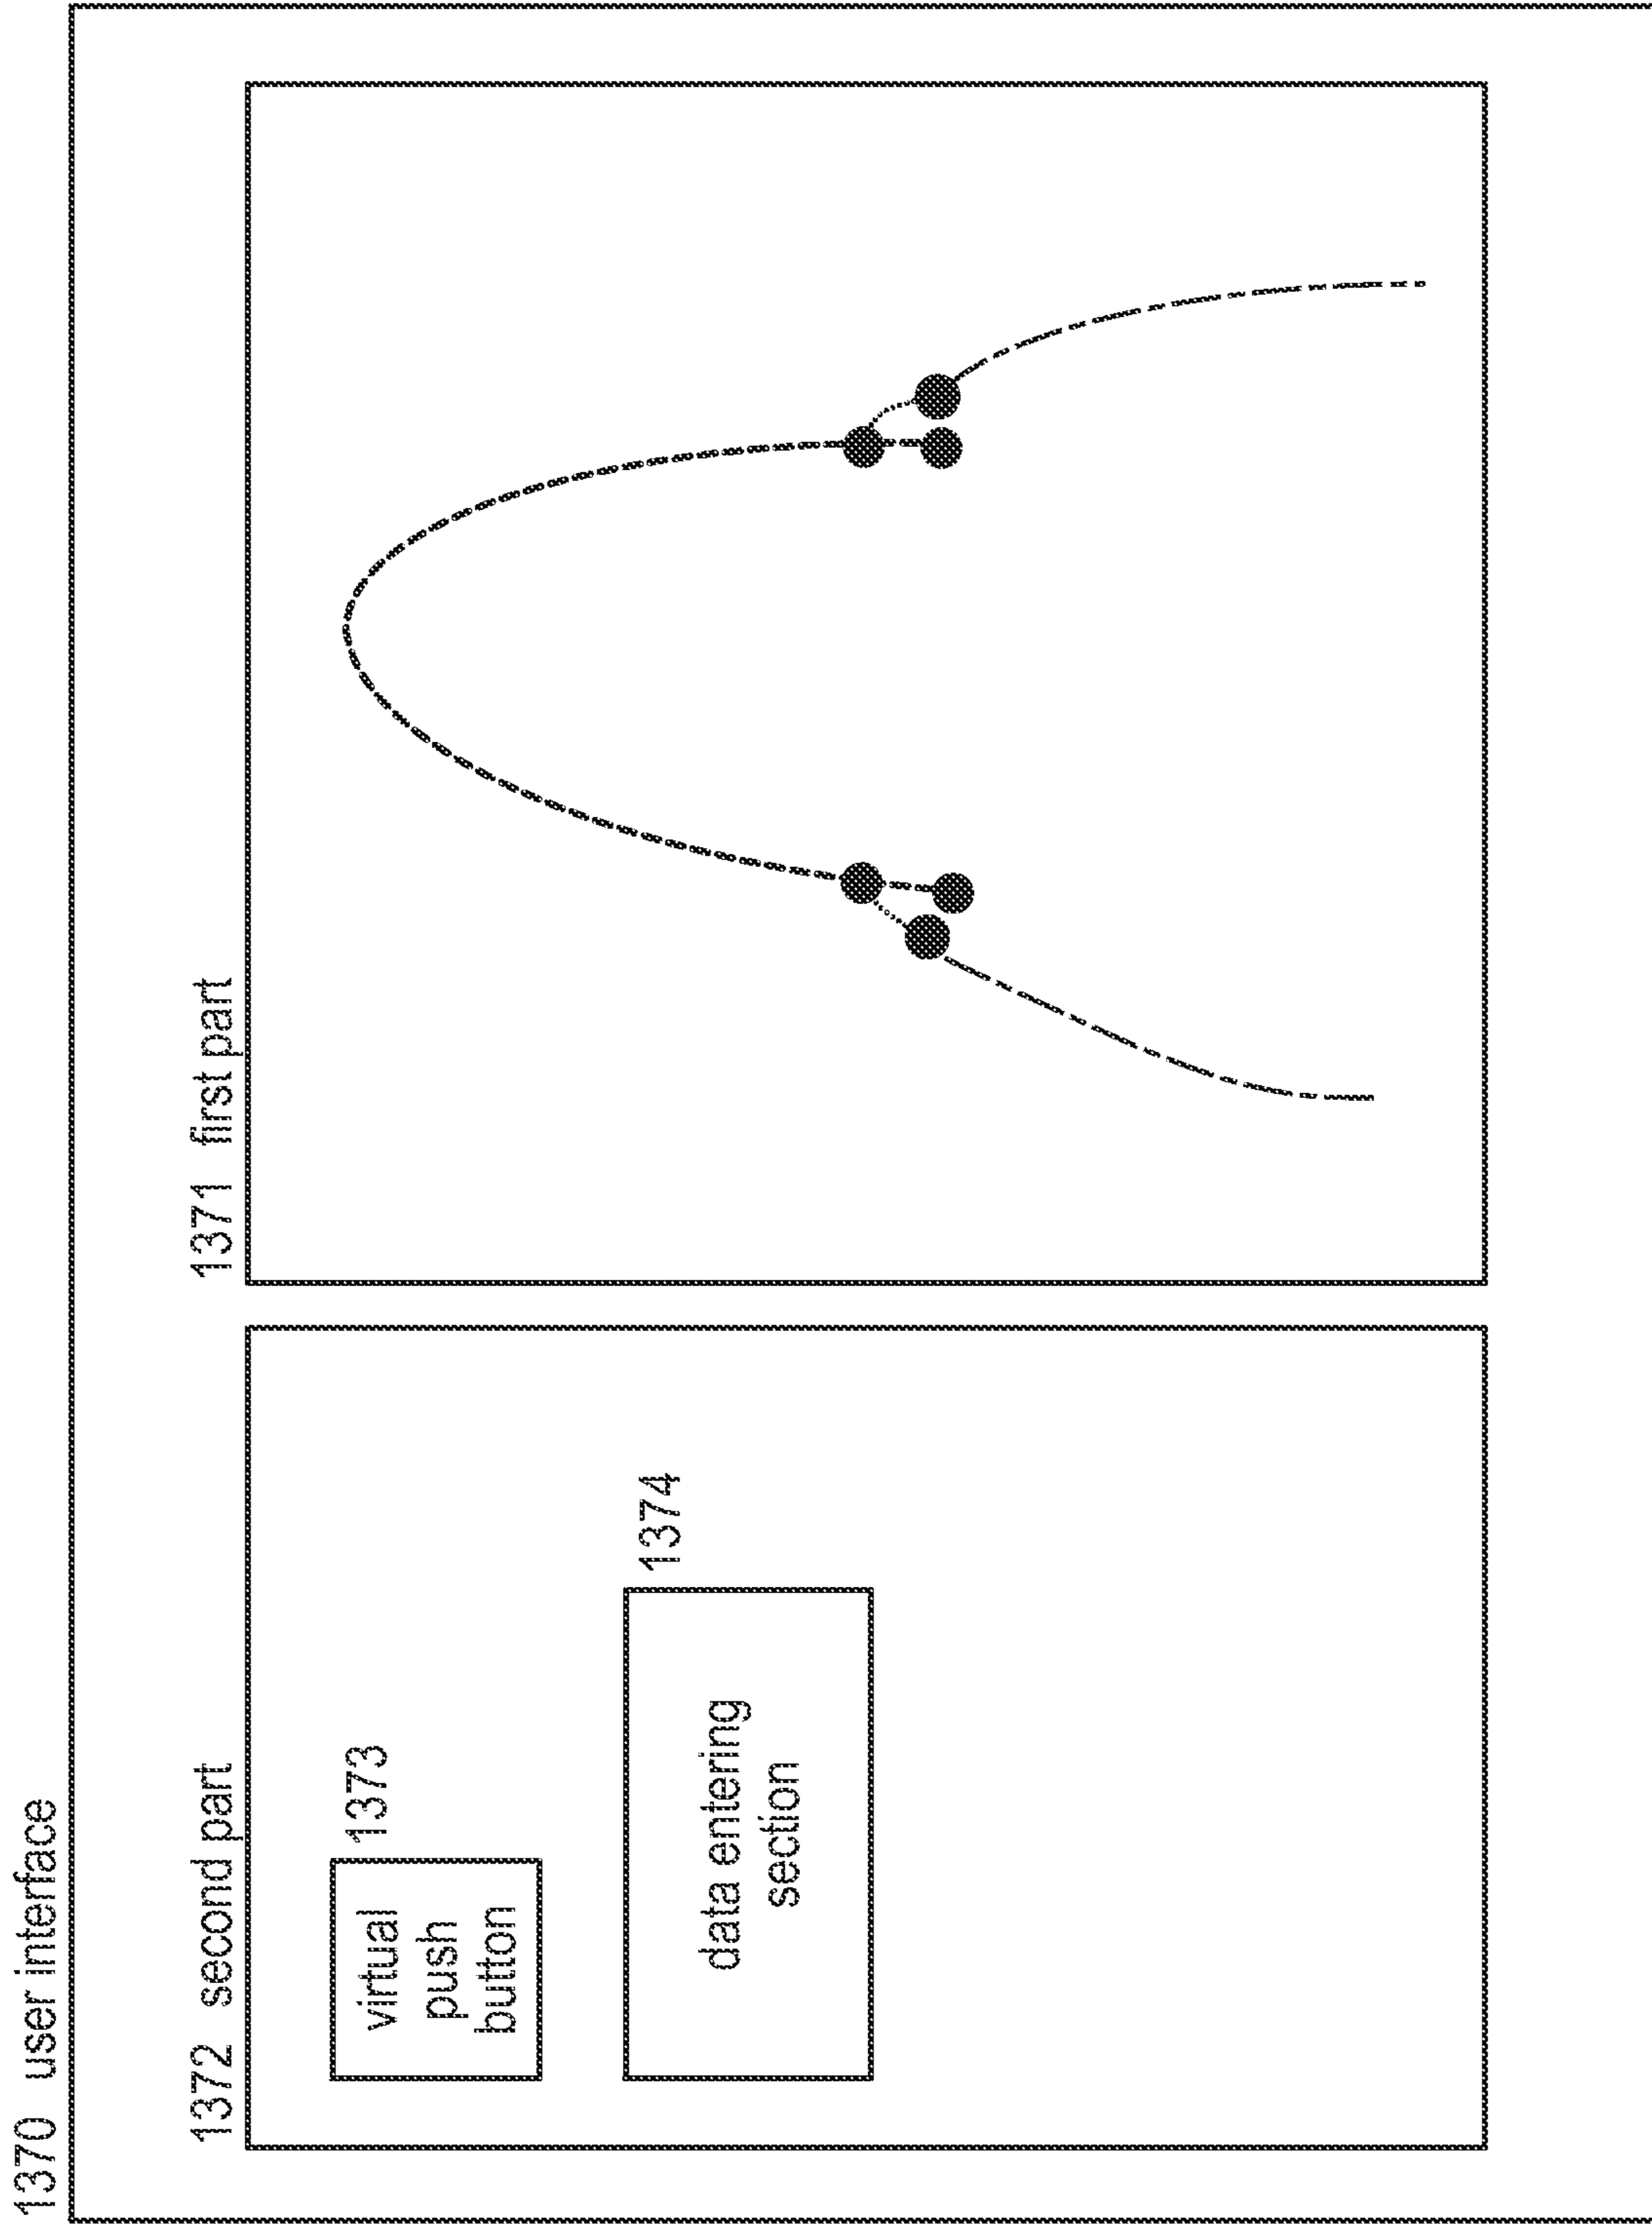 1370 user interface
1372 second part
1373
virtual
push
button
1374
data entering
section
1371 first part